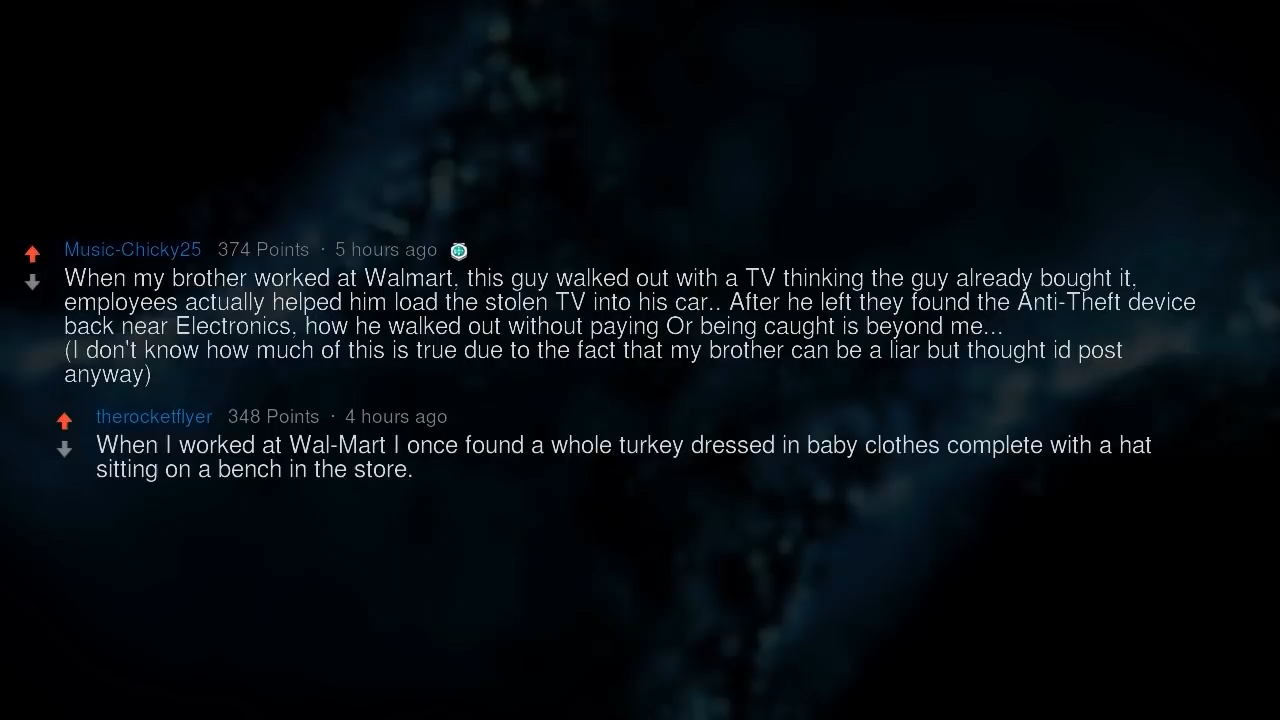 Music-Chicky25 374 Points · 5 hours ago
When my brother worked at Walmart, this guy walked out with a TV thinking the guy already bought it,
employees actually helped him load the stolen TV into his car.. After he left they found the Anti-Theft device
back near Electronics, how he walked out without paying Or being caught is beyond me...
(I don't know how much of this is true due to the fact that my brother can be a liar but thought id post
anyway)
therocketflyer 348 Points · 4 hours ago
When I worked at Wal-Mart I once found a whole turkey dressed in baby clothes complete with a hat
sitting on a bench in the store.